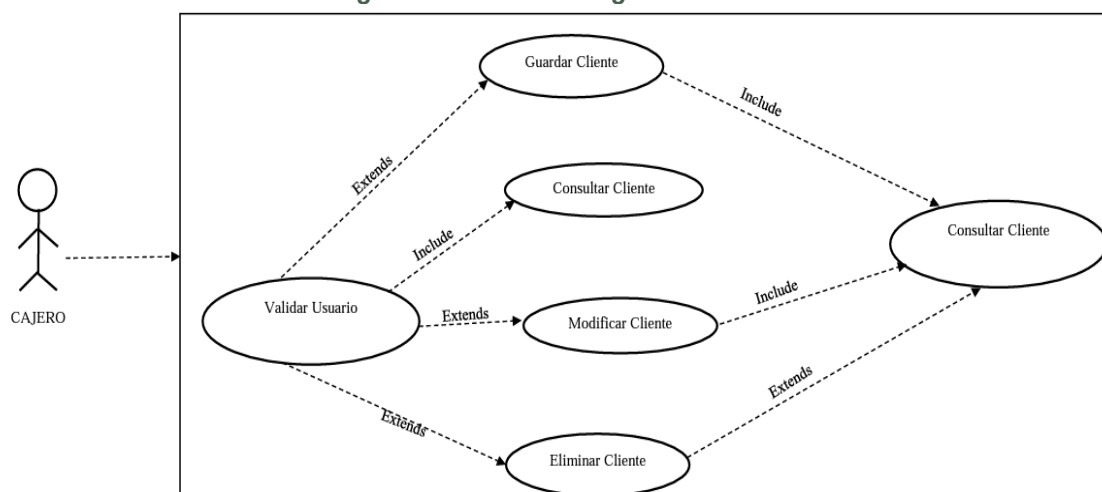 Guardar Cliente
Include
Extends
Consultar Cliente
Include
Consultar Cliente
CAJERO
Validar Usuario
Extends
Modificar Cliente
Include
Extends
Extends
Eliminar Cliente